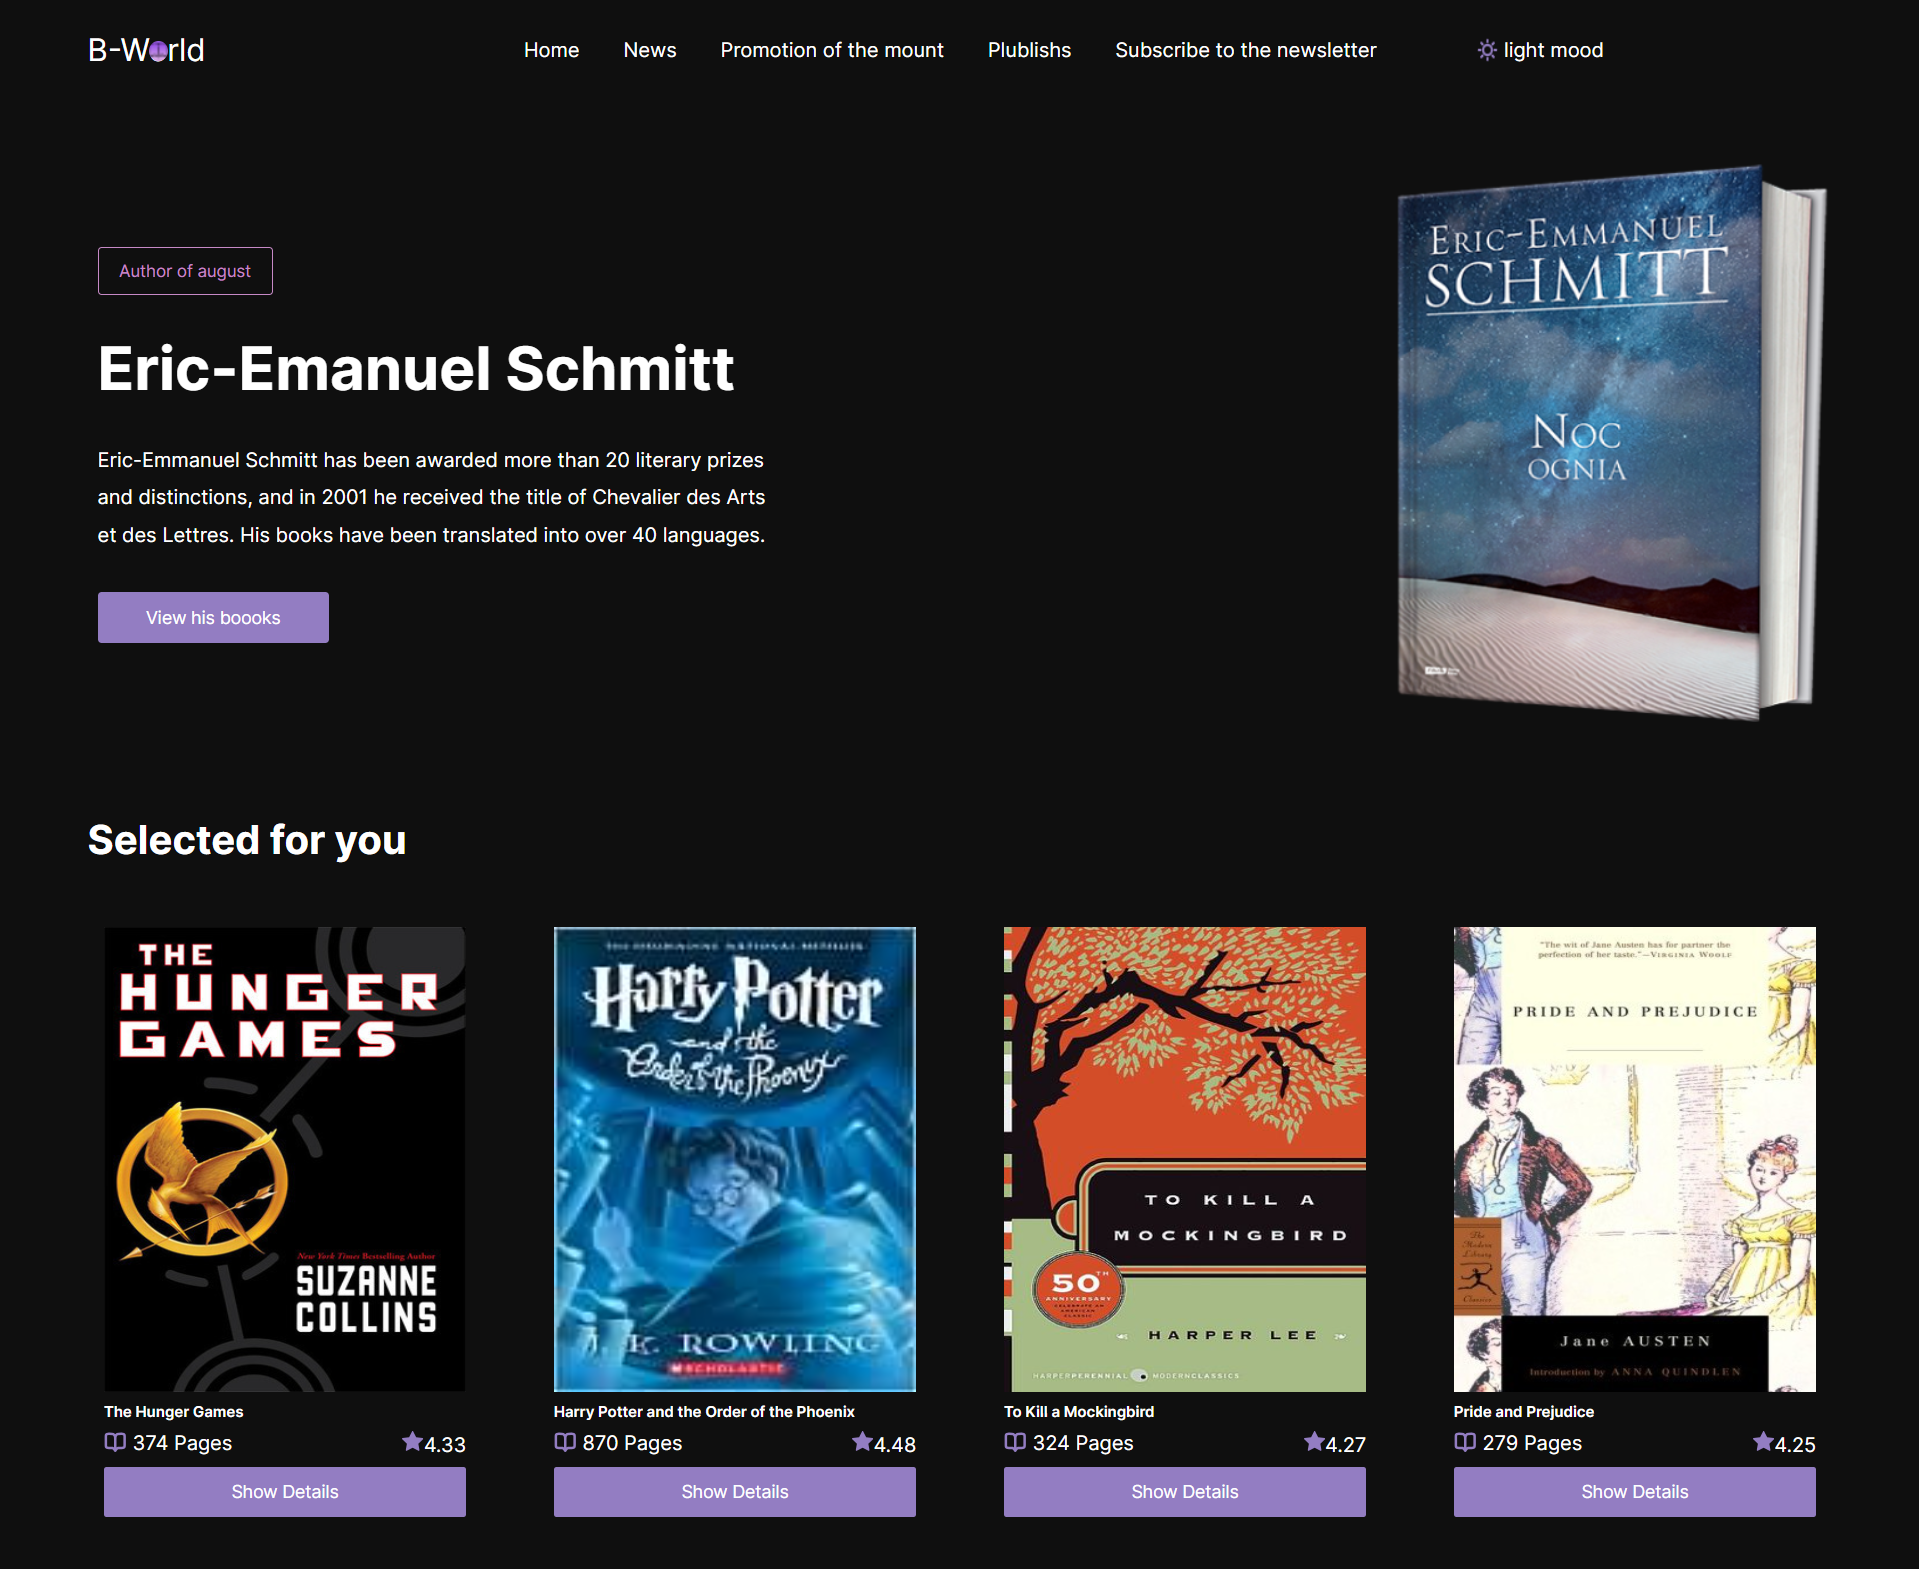 B-World
Home
News
Promotion of the mount
Plublishs
Subscribe to the newsletter
light mood
Author of august
Eric-Emanuel Schmitt
Eric-Emmanuel Schmitt has been awarded more than 20 literary prizes
and distinctions, and in 2001 he received the title of Chevalier des Arts
et des Lettres. His books have been translated into over 40 languages.
View his boooks
ERIC-EMMANUEL
SCHMITT
NOC
OGNIA
Selected for you
THE
HUNGER
GAMES
New York Times Bestselling Author
SUZANNE
COLLINS
The Hunger Games
374 Pages
4.33
Show Details
Harry Potter
and the
Order of the Phoenix
J. K. ROWLING
SCHOLASTIC
Harry Potter and the Order of the Phoenix
870 Pages
4.48
Show Details
TO KILL A
MOCKINGBIRD
50TH
ANNIVERSARY
CELEBRATE AN
AMERICAN
CLASSIC
HARPER LEE
HARPERPERENNIAL MODERNCLASSICS
To Kill a Mockingbird
324 Pages
4.27
Show Details
"The wit of Jane Austen has for partner the
perfection of her taste."—VIRGINIA WOOLF
PRIDE AND PREJUDICE
The
Modern
Library
Classics
Jane AUSTEN
Introduction by ANNA QUINDLEN
Pride and Prejudice
279 Pages
4.25
Show Details